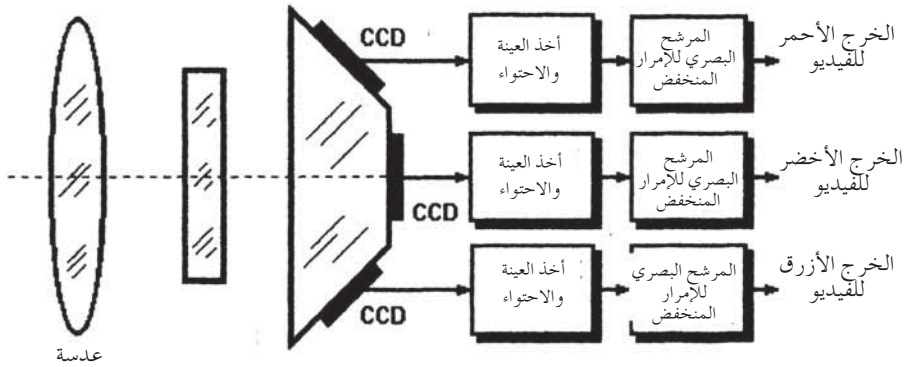 CCD
أخذ العينة
والاحتواء
المرشح
البصري للإمرار
المنخفض
الخرج الأحمر
للفيديو
CCD
أخذ العينة
والاحتواء
المرشح
البصري للإمرار
المنخفض
الخرج الأخضر
للفيديو
CCD
أخذ العينة
والاحتواء
المرشح البصري
للإمرار
المنخفض
الخرج الأزرق
للفيديو
عدسة